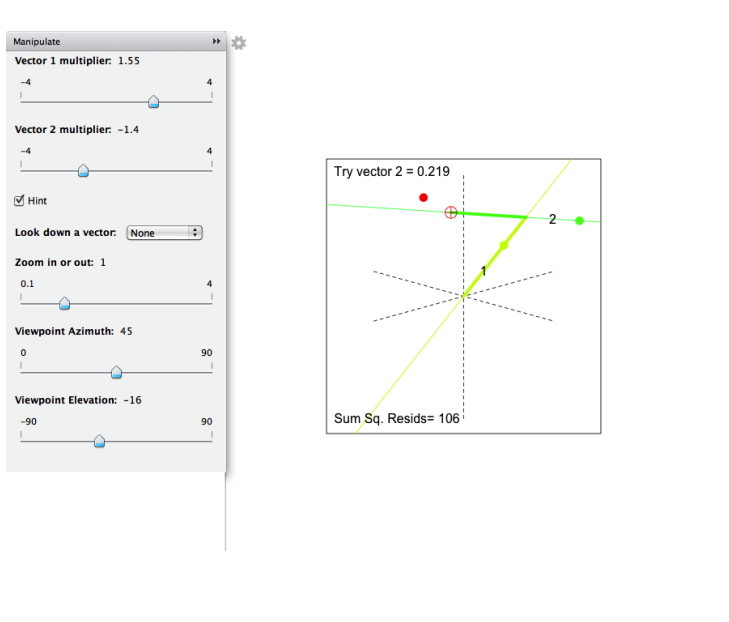 Manipulate
Vector 1 multiplier: 1.55
-4 4
Vector 2 multiplier: -1.4
-4 4
Hint
Look down a vector: None
Zoom in or out: 1
0.1 4
Viewpoint Azimuth: 45
0 90
Viewpoint Elevation: -16
-90 90
Try vector 2 = 0.219
2
1
Sum Sq. Resids= 106